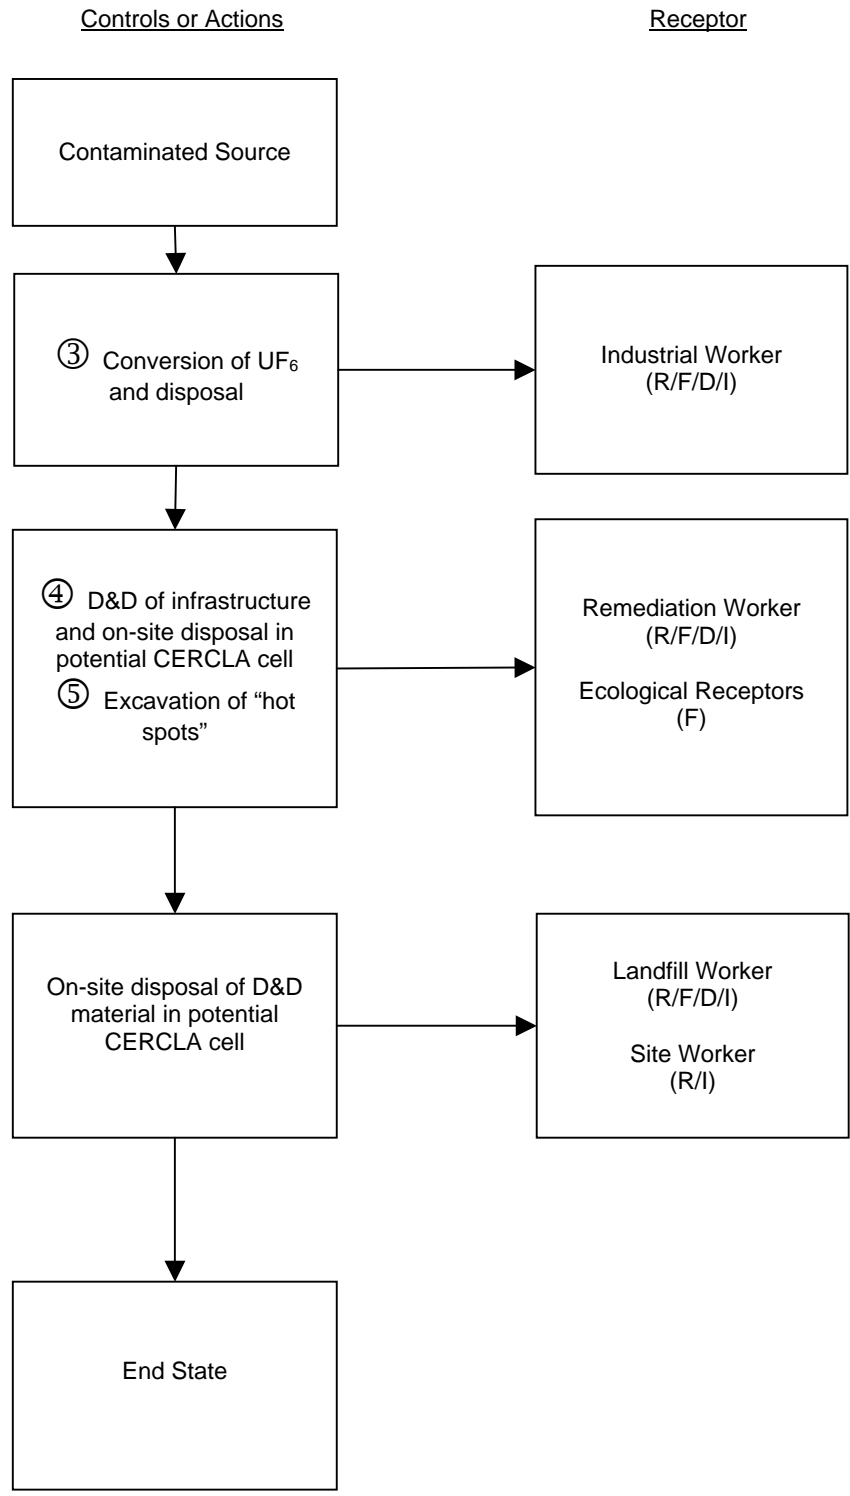 Controls or Actions
Receptor
Contaminated Source
③ Conversion of UF₆
and disposal
Industrial Worker
(R/F/D/I)
④ D&D of infrastructure
and on-site disposal in
potential CERCLA cell
⑤ Excavation of “hot
spots”
Remediation Worker
(R/F/D/I)
Ecological Receptors
(F)
On-site disposal of D&D
material in potential
CERCLA cell
Landfill Worker
(R/F/D/I)
Site Worker
(R/I)
End State